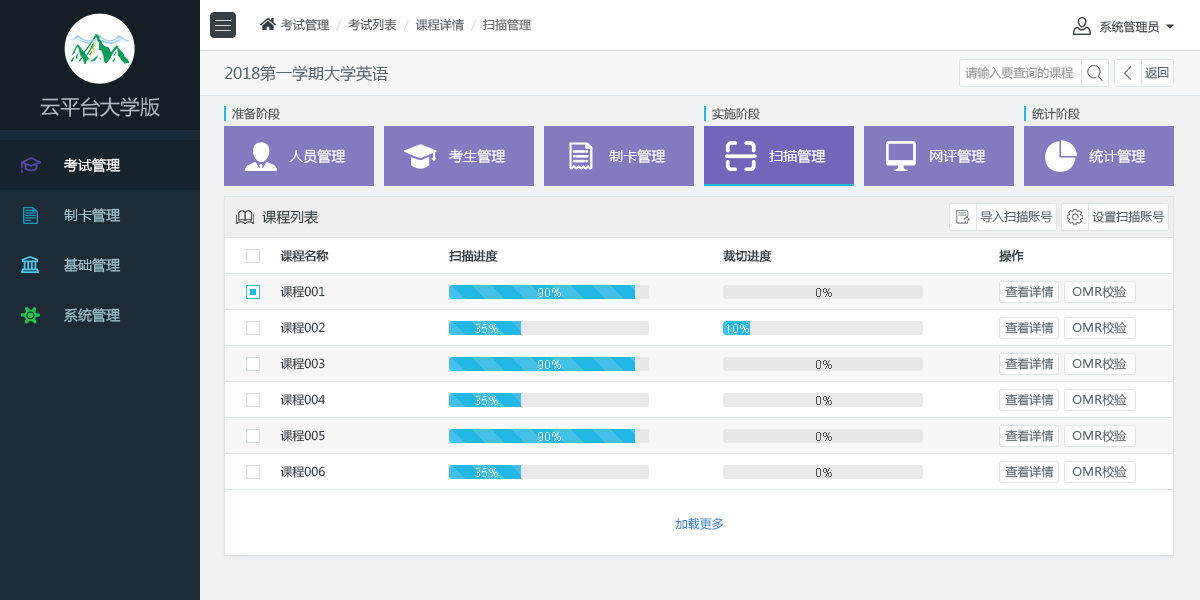 云平台大学版
考试管理
制卡管理
基础管理
系统管理
考试管理 / 考试列表 / 课程详情 / 扫描管理
系统管理员
2018第一学期大学英语
请输入要查询的课程
返回
准备阶段
实施阶段
统计阶段
人员管理
考生管理
制卡管理
扫描管理
网评管理
统计管理
课程列表
导入扫描账号
设置扫描账号
课程名称 扫描进度 裁切进度 操作
课程001 90% 0% 查看详情 OMR校验
课程002 35% 10% 查看详情 OMR校验
课程003 90% 0% 查看详情 OMR校验
课程004 35% 0% 查看详情 OMR校验
课程005 90% 0% 查看详情 OMR校验
课程006 35% 0% 查看详情 OMR校验
加载更多